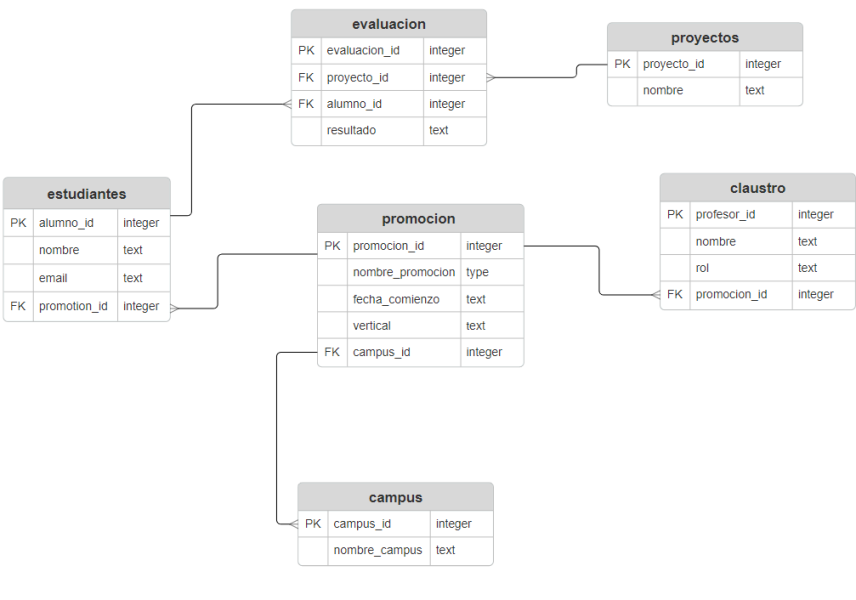 evaluacion
PK evaluacion_id integer
FK proyecto_id integer
FK alumno_id integer
resultado text
proyectos
PK proyecto_id integer
nombre text
estudiantes
PK alumno_id integer
nombre text
email text
FK promotion_id integer
promocion
PK promocion_id integer
nombre_promocion type
fecha_comienzo text
vertical text
FK campus_id integer
claustro
PK profesor_id integer
nombre text
rol text
FK promocion_id integer
campus
PK campus_id integer
nombre_campus text